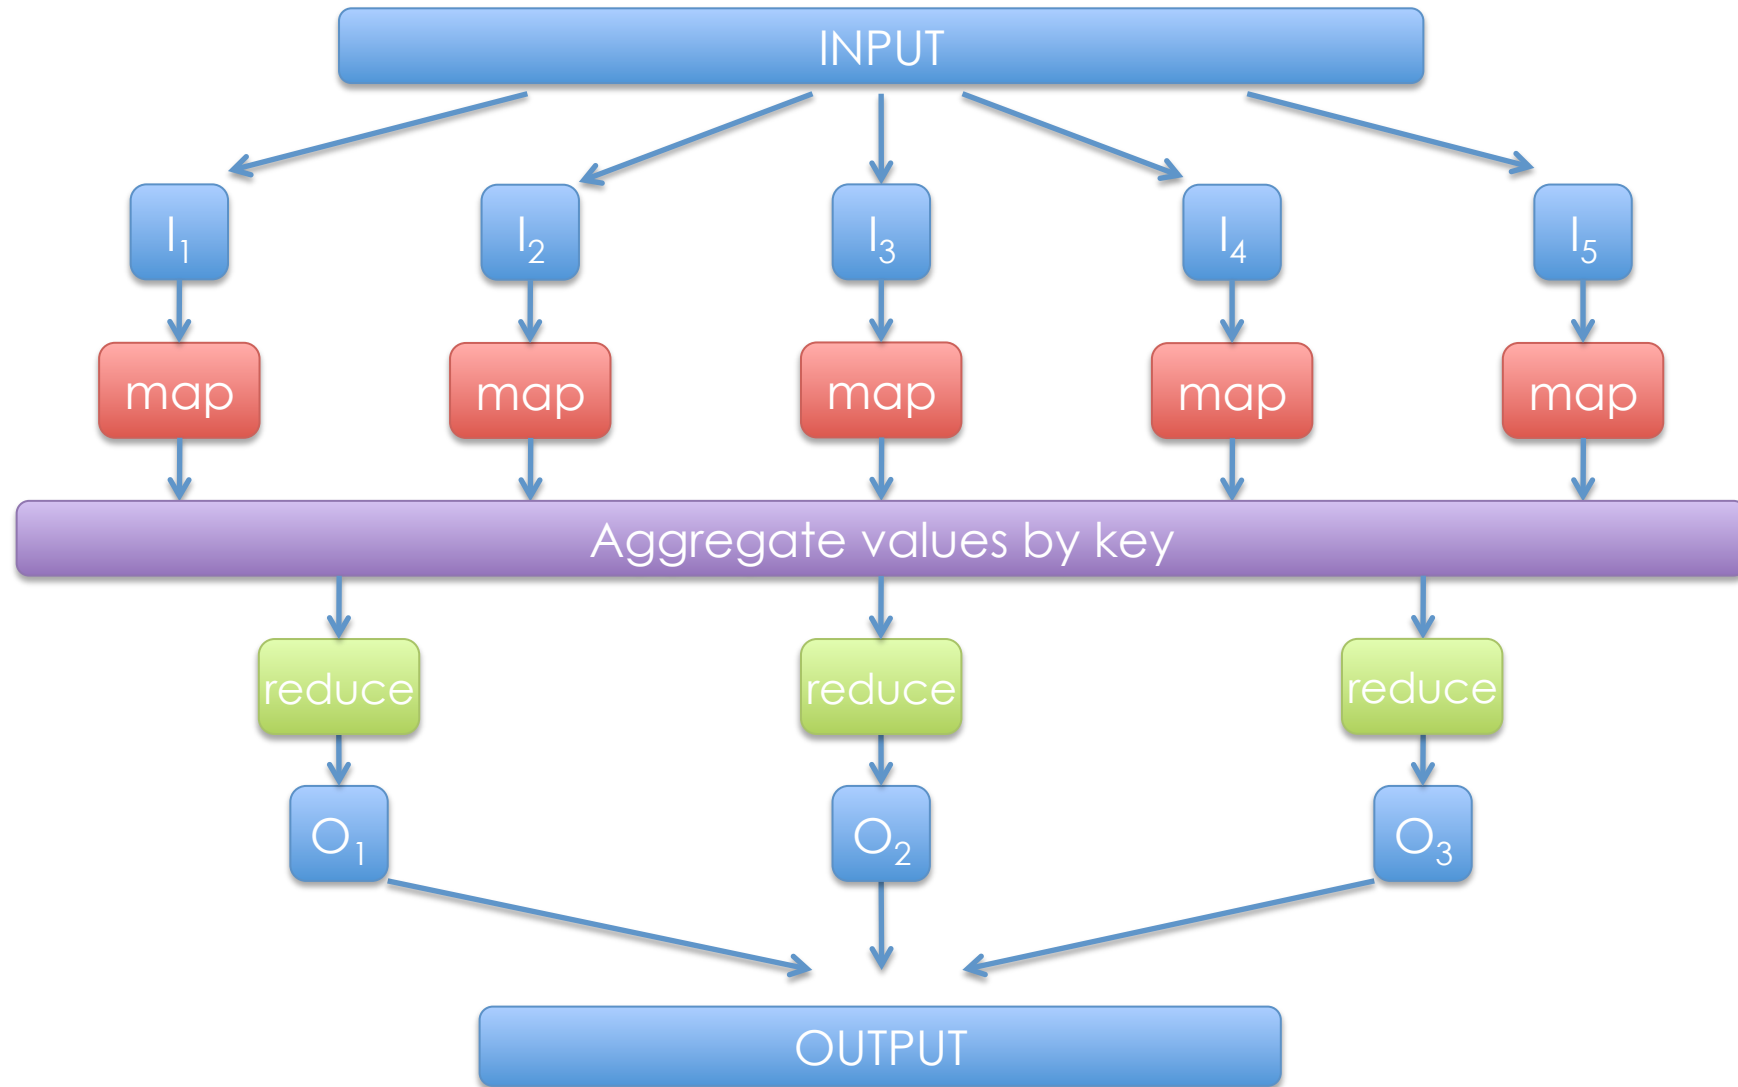 INPUT
I₁ I₂ I₃ I₄ I₅
map map map map map
Aggregate values by key
reduce reduce reduce
O₁ O₂ O₃
OUTPUT